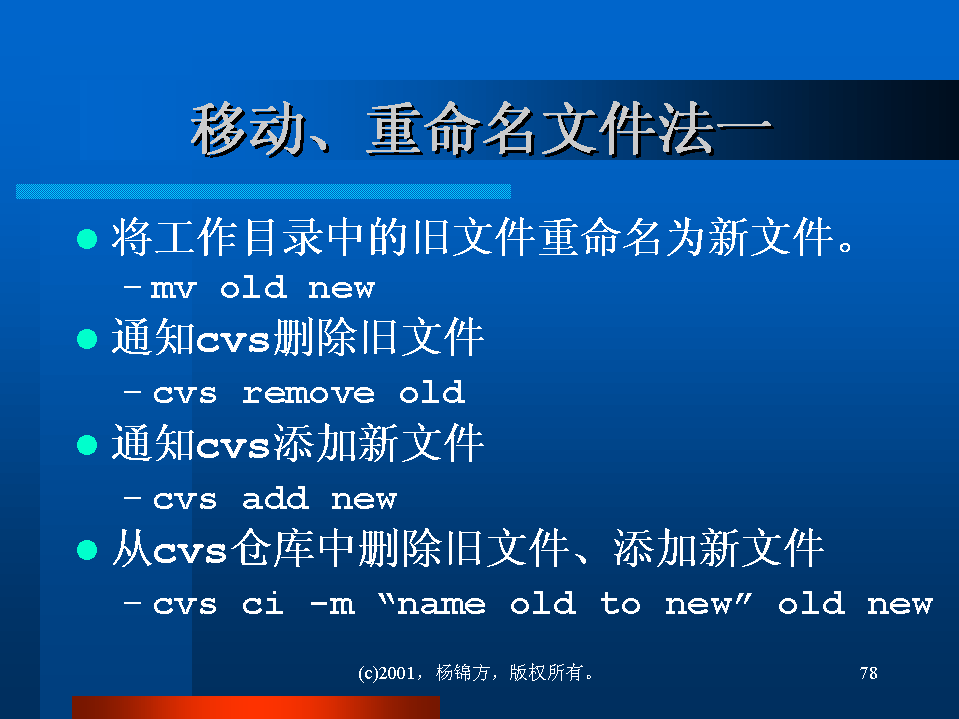 移动、重命名文件法一
将工作目录中的旧文件重命名为新文件。
–mv old new
通知cvs删除旧文件
–cvs remove old
通知cvs添加新文件
–cvs add new
从cvs仓库中删除旧文件、添加新文件
–cvs ci -m “name old to new” old new
(c)2001，杨锦方，版权所有。
78